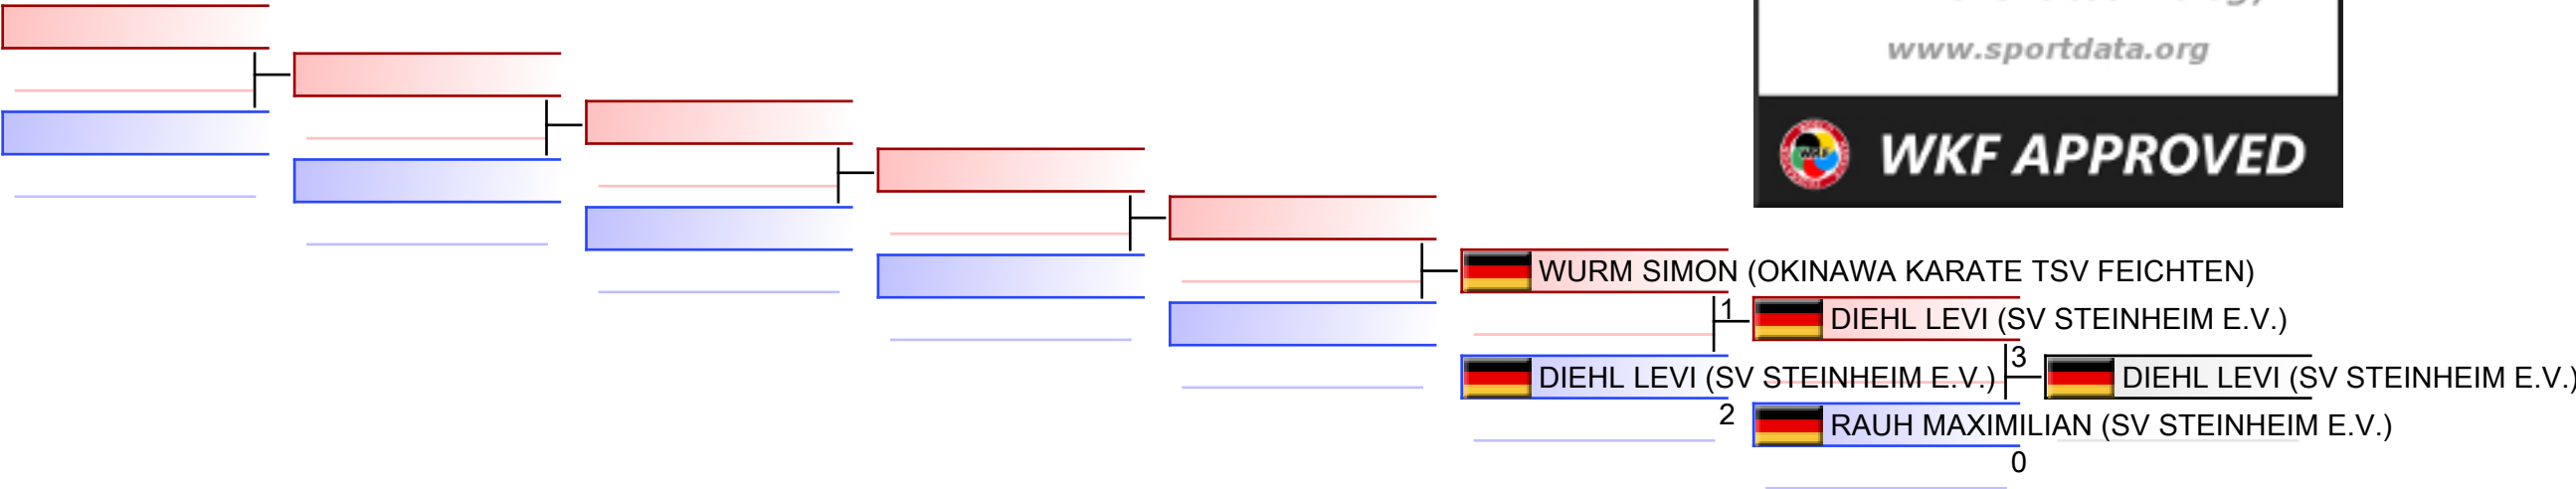 www.sportdata.org
WKF APPROVED
WURM SIMON (OKINAWA KARATE TSV FEICHTEN)
1
DIEHL LEVI (SV STEINHEIM E.V.)
3
DIEHL LEVI (SV STEINHEIM E.V.)
DIEHL LEVI (SV STEINHEIM E.V.)
2
RAUH MAXIMILIAN (SV STEINHEIM E.V.)
0